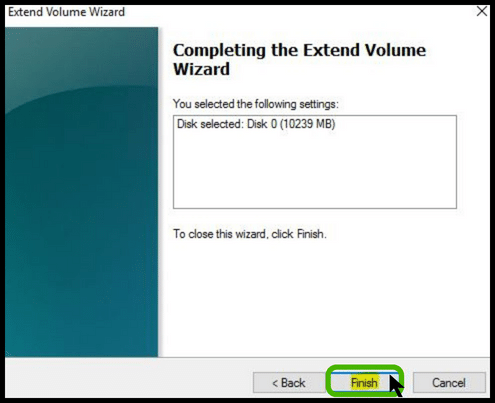 Extend Volume Wizard
Completing the Extend Volume
Wizard
You selected the following settings:
Disk selected: Disk 0 (10239 MB)
To close this wizard, click Finish.
< Back
Finish
Cancel